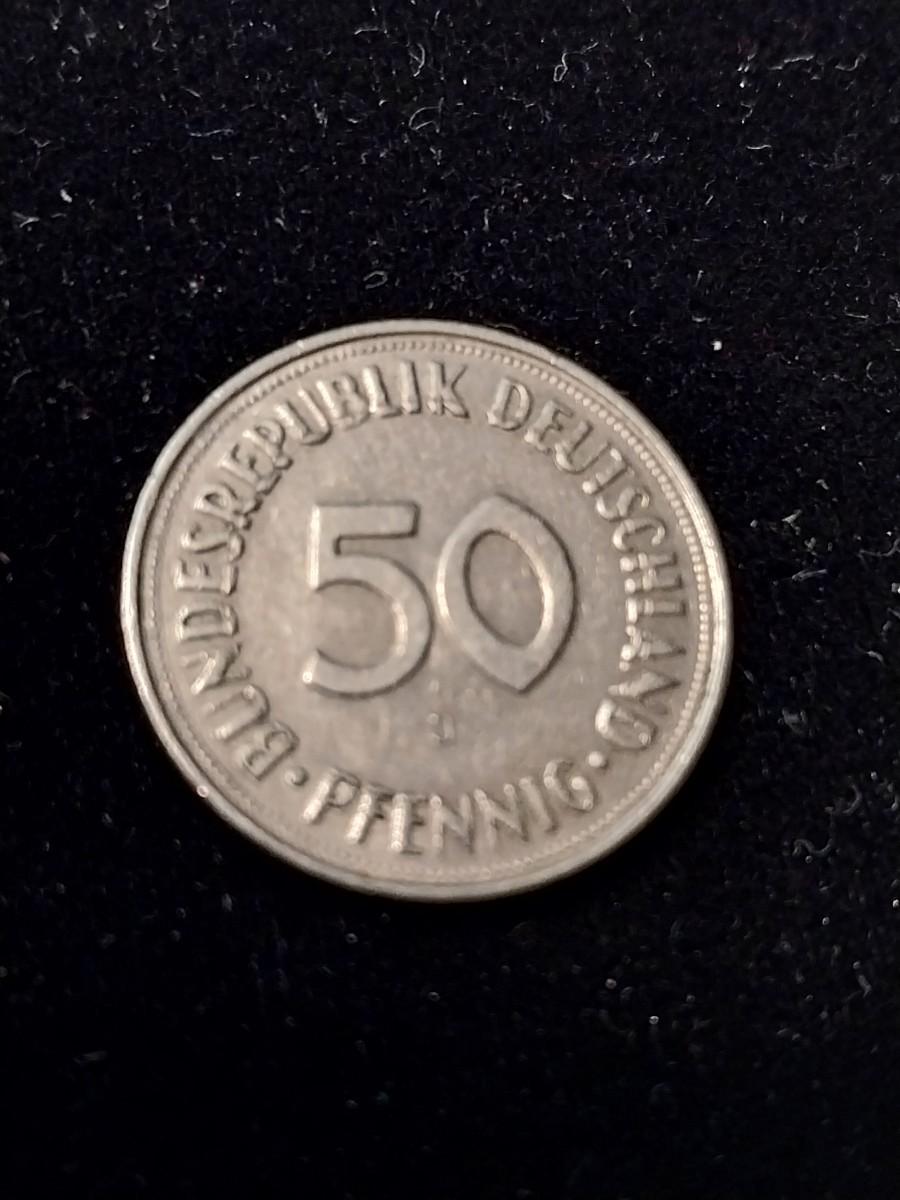 BUNDESREPUBLIK DEUTSCHLAND
50
· PFENNIG ·